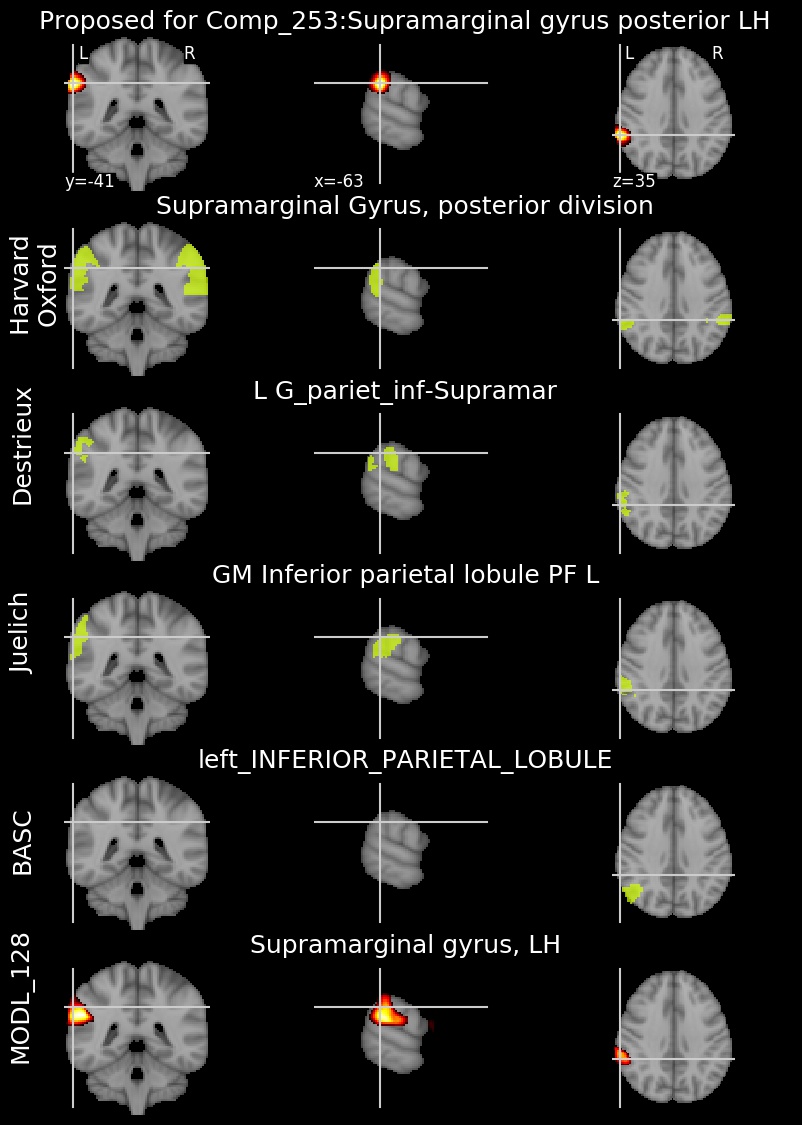 Proposed for Comp_253:Supramarginal gyrus posterior LH
L R
L R
y=-41
x=-63
z=35
Supramarginal Gyrus, posterior division
Harvard
Oxford
L G_pariet_inf-Supramar
Destrieux
GM Inferior parietal lobule PF L
Juelich
left_INFERIOR_PARIETAL_LOBULE
BASC
Supramarginal gyrus, LH
MODL_128